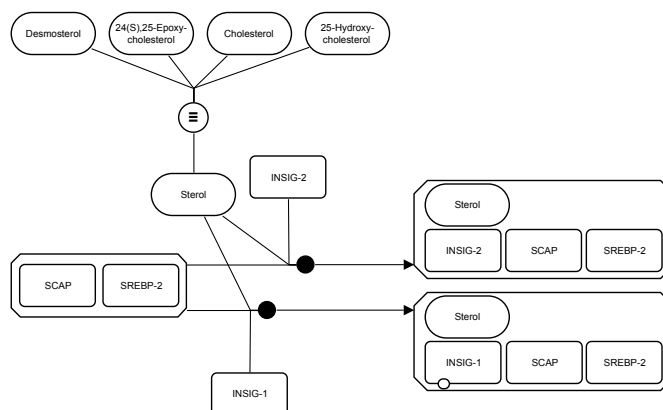 Desmosterol
24(S),25-Epoxy-
cholesterol
Cholesterol
25-Hydroxy-
cholesterol
≡
INSIG-2
Sterol
Sterol
INSIG-2
SCAP
SREBP-2
SCAP
SREBP-2
Sterol
INSIG-1
SCAP
SREBP-2
INSIG-1